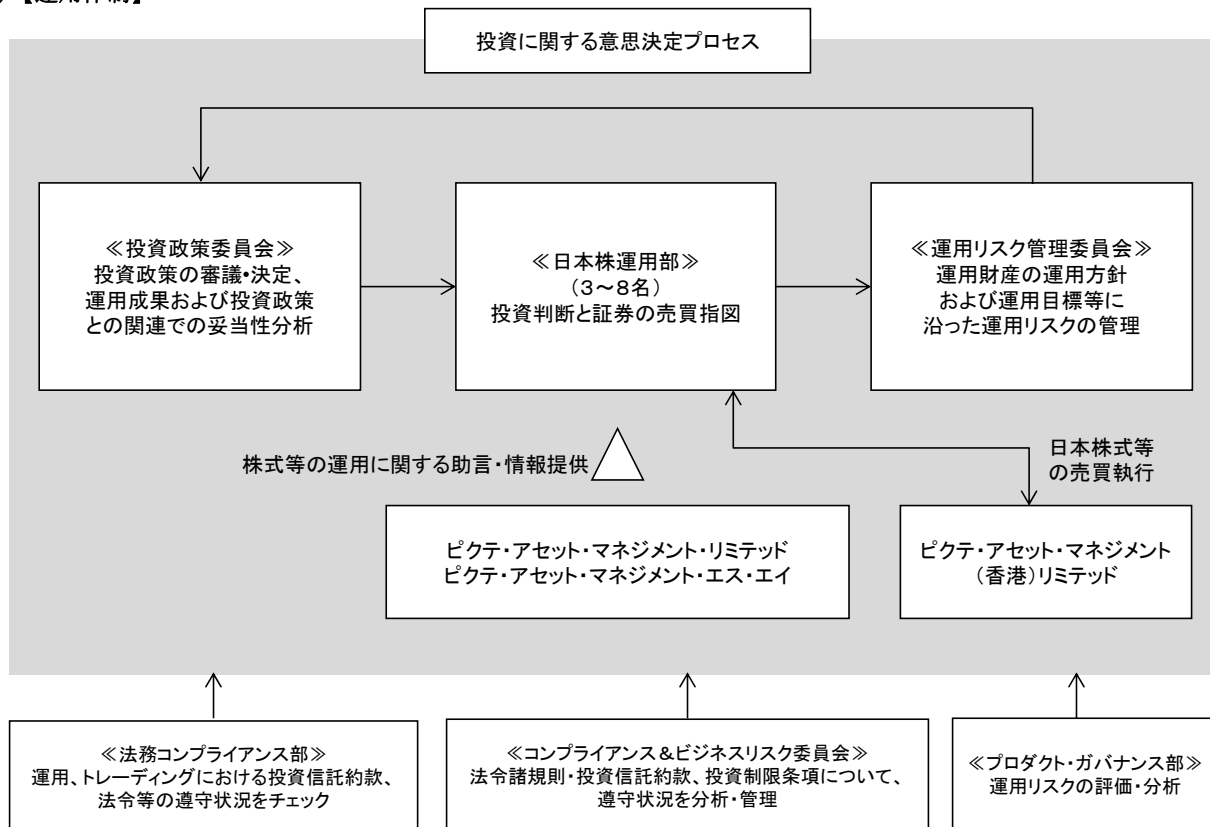 【運用体制】
投資に関する意思決定プロセス
≪投資政策委員会≫
投資政策の審議・決定、
運用成果および投資政策
との関連での妥当性分析
≪日本株運用部≫
(3~8名)
投資判断と証券の売買指図
≪運用リスク管理委員会≫
運用財産の運用方針
および運用目標等に
沿った運用リスクの管理
株式等の運用に関する助言・情報提供
日本株式等
の売買執行
ピクテ・アセット・マネジメント・リミテッド
ピクテ・アセット・マネジメント・エス・エイ
ピクテ・アセット・マネジメント
(香港)リミテッド
≪法務コンプライアンス部≫
運用、トレーディングにおける投資信託約款、
法令等の遵守状況をチェック
≪コンプライアンス&ビジネスリスク委員会≫
法令諸規則・投資信託約款、投資制限条項について、
遵守状況を分析・管理
≪プロダクト・ガバナンス部≫
運用リスクの評価・分析